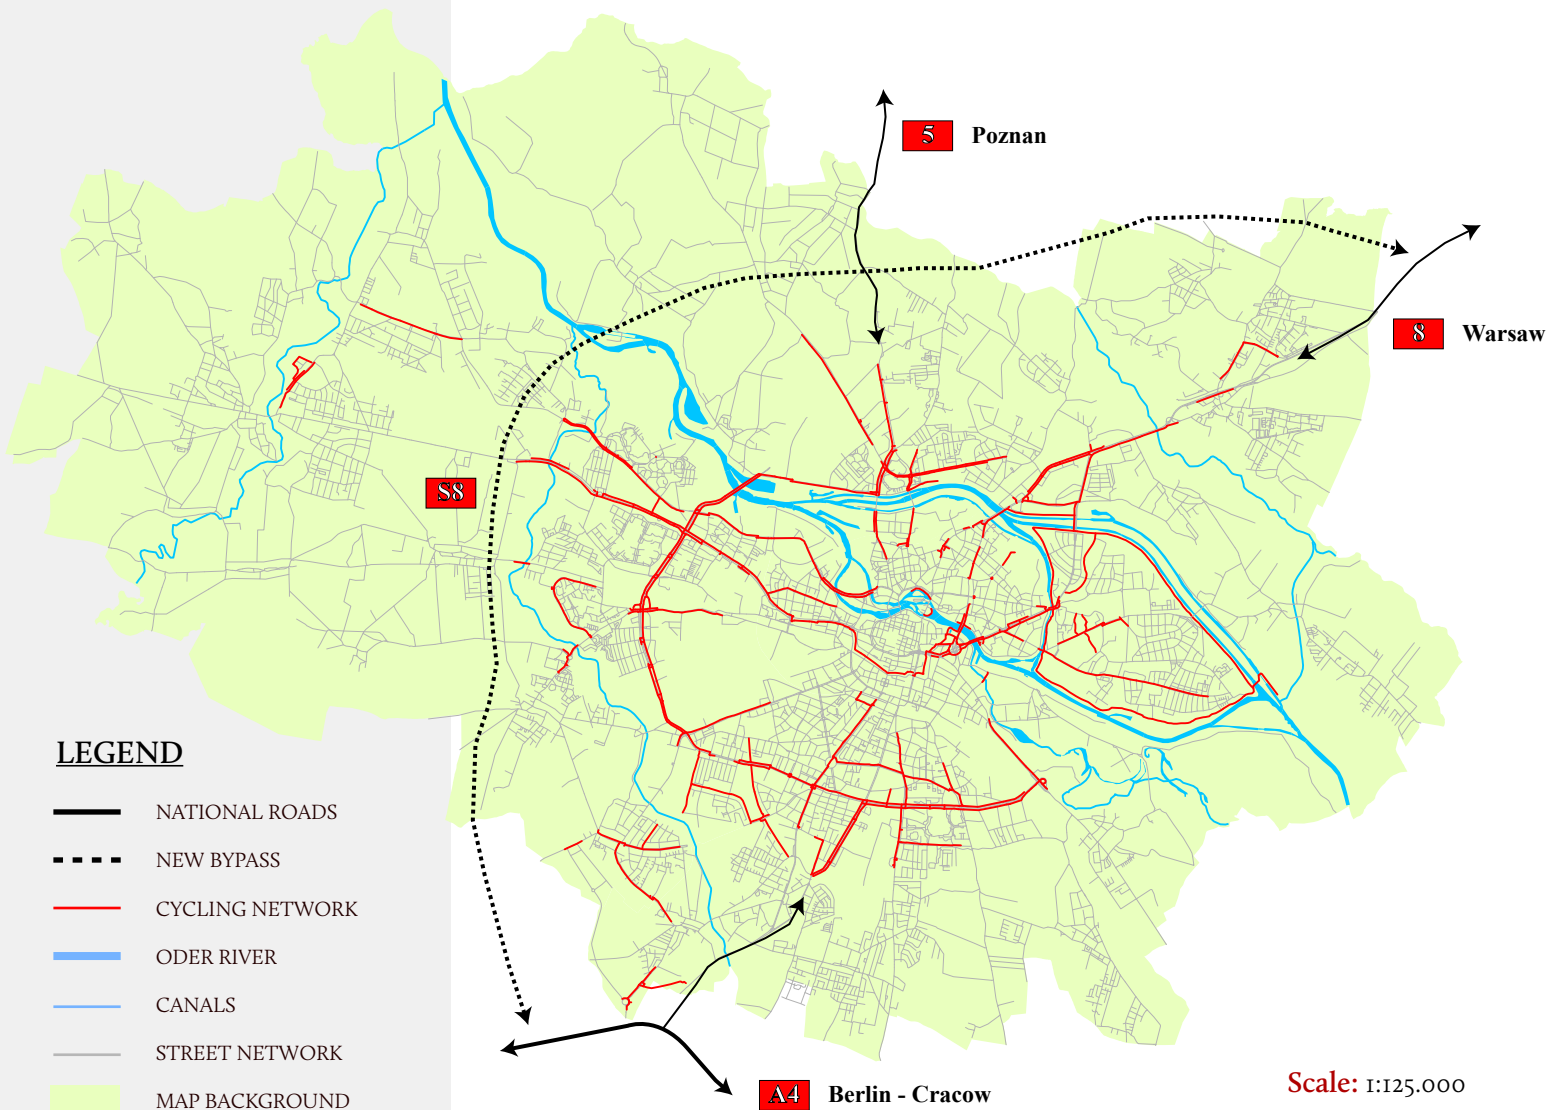 5 Poznan
8 Warsaw
S8
LEGEND
NATIONAL ROADS
NEW BYPASS
CYCLING NETWORK
ODER RIVER
CANALS
STREET NETWORK
MAP BACKGROUND
A4 Berlin - Cracow
Scale: 1:125.000